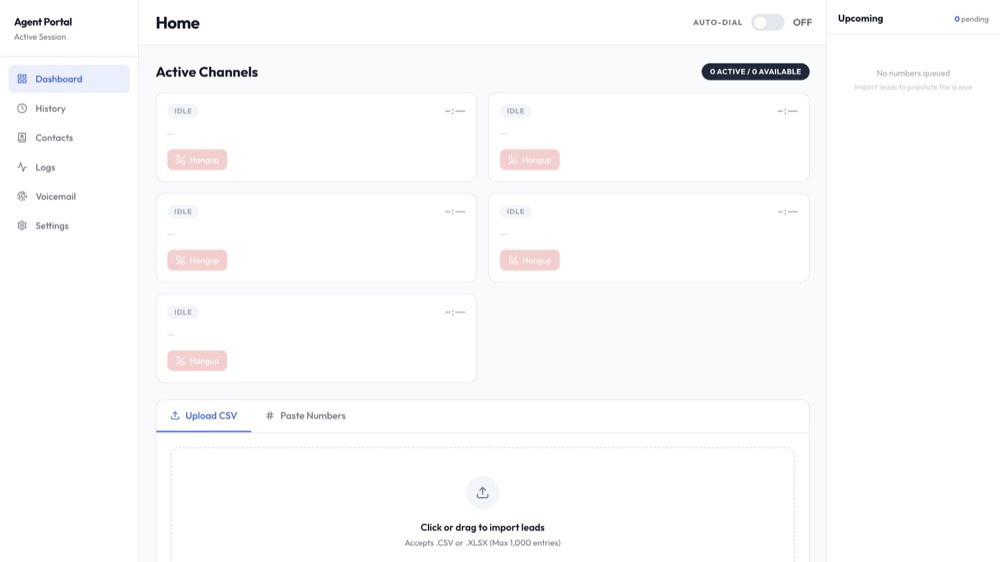 Agent Portal
Active Session
Dashboard
History
Contacts
Logs
Voicemail
Settings
Home
AUTO-DIAL
OFF
Active Channels
0 ACTIVE / 0 AVAILABLE
IDLE
--:--
—
Hangup
IDLE
--:--
—
Hangup
IDLE
--:--
—
Hangup
IDLE
--:--
—
Hangup
IDLE
--:--
—
Hangup
Upload CSV
# Paste Numbers
Click or drag to import leads
Accepts .CSV or .XLSX (Max 1,000 entries)
Upcoming
0 pending
No numbers queued
Import leads to populate the queue